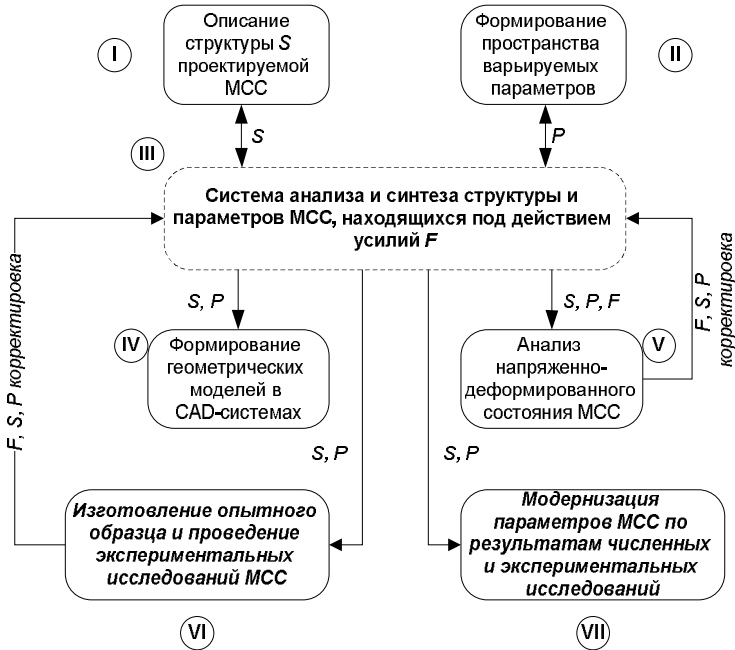 I
Описание
структуры S
проектируемой
МСС
Формирование
пространства
варьируемых
параметров
II
S
P
III
Система анализа и синтеза структуры и
параметров МСС, находящихся под действием
усилий F
F, S, P корректировка
F, S, P
корректировка
S, P
S, P, F
IV
Формирование
геометрических
моделей в
CAD-системах
Анализ
напряженно-
деформированного
состояния МСС
V
S, P
S, P
Изготовление опытного
образца и проведение
экспериментальных
исследований МСС
Модернизация
параметров МСС по
результатам численных
и экспериментальных
исследований
VI
VII